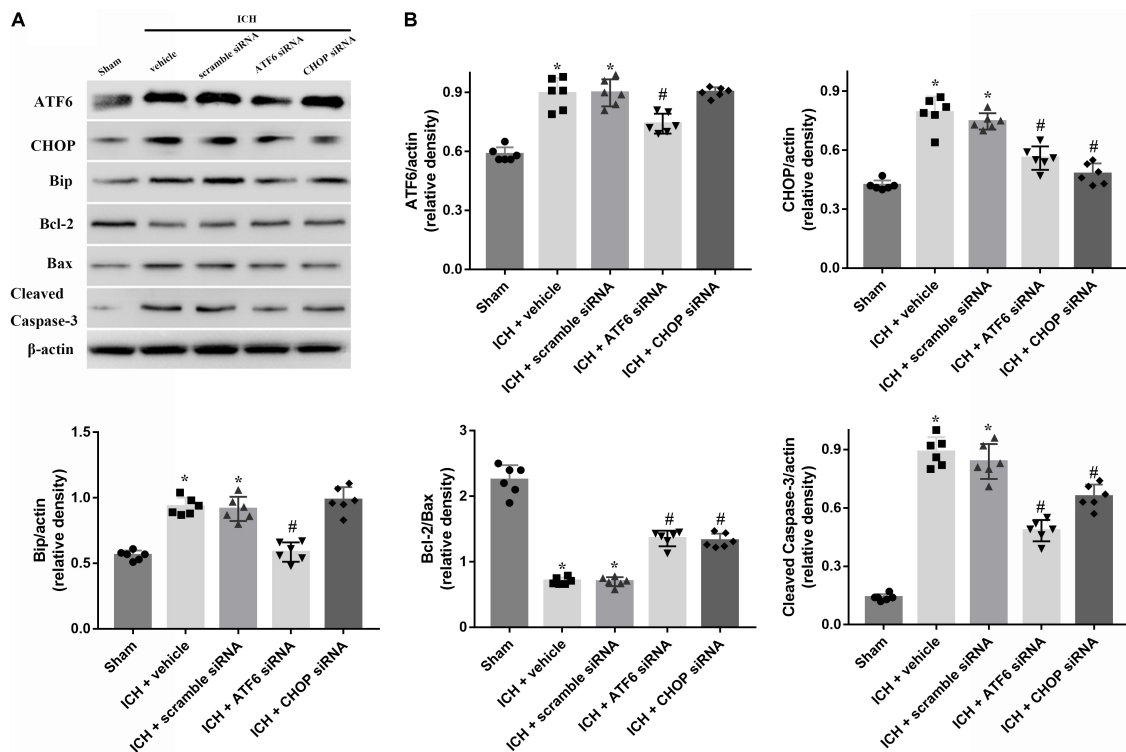 A
ICH
Sham
vehicle
scramble siRNA
ATF6 siRNA
CHOP siRNA
ATF6
CHOP
Bip
Bcl-2
Bax
Cleaved
Caspase-3
β-actin
B
ATF6/actin
(relative density)
0.9
0.6
0.3
0.0
*
*
#
Sham
ICH + vehicle
ICH + scramble siRNA
ICH + ATF6 siRNA
ICH + CHOP siRNA
CHOP/actin
(relative density)
0.9
0.6
0.3
0.0
*
*
#
#
Sham
ICH + vehicle
ICH + scramble siRNA
ICH + ATF6 siRNA
ICH + CHOP siRNA
Bip/actin
(relative density)
1.5
1.0
0.5
0.0
*
*
#
Sham
ICH + vehicle
ICH + scramble siRNA
ICH + ATF6 siRNA
ICH + CHOP siRNA
Bcl-2/Bax
(relative density)
3
2
1
0
*
*
#
#
Sham
ICH + vehicle
ICH + scramble siRNA
ICH + ATF6 siRNA
ICH + CHOP siRNA
Cleaved Caspase-3/actin
(relative density)
0.9
0.6
0.3
0.0
*
*
#
#
Sham
ICH + vehicle
ICH + scramble siRNA
ICH + ATF6 siRNA
ICH + CHOP siRNA